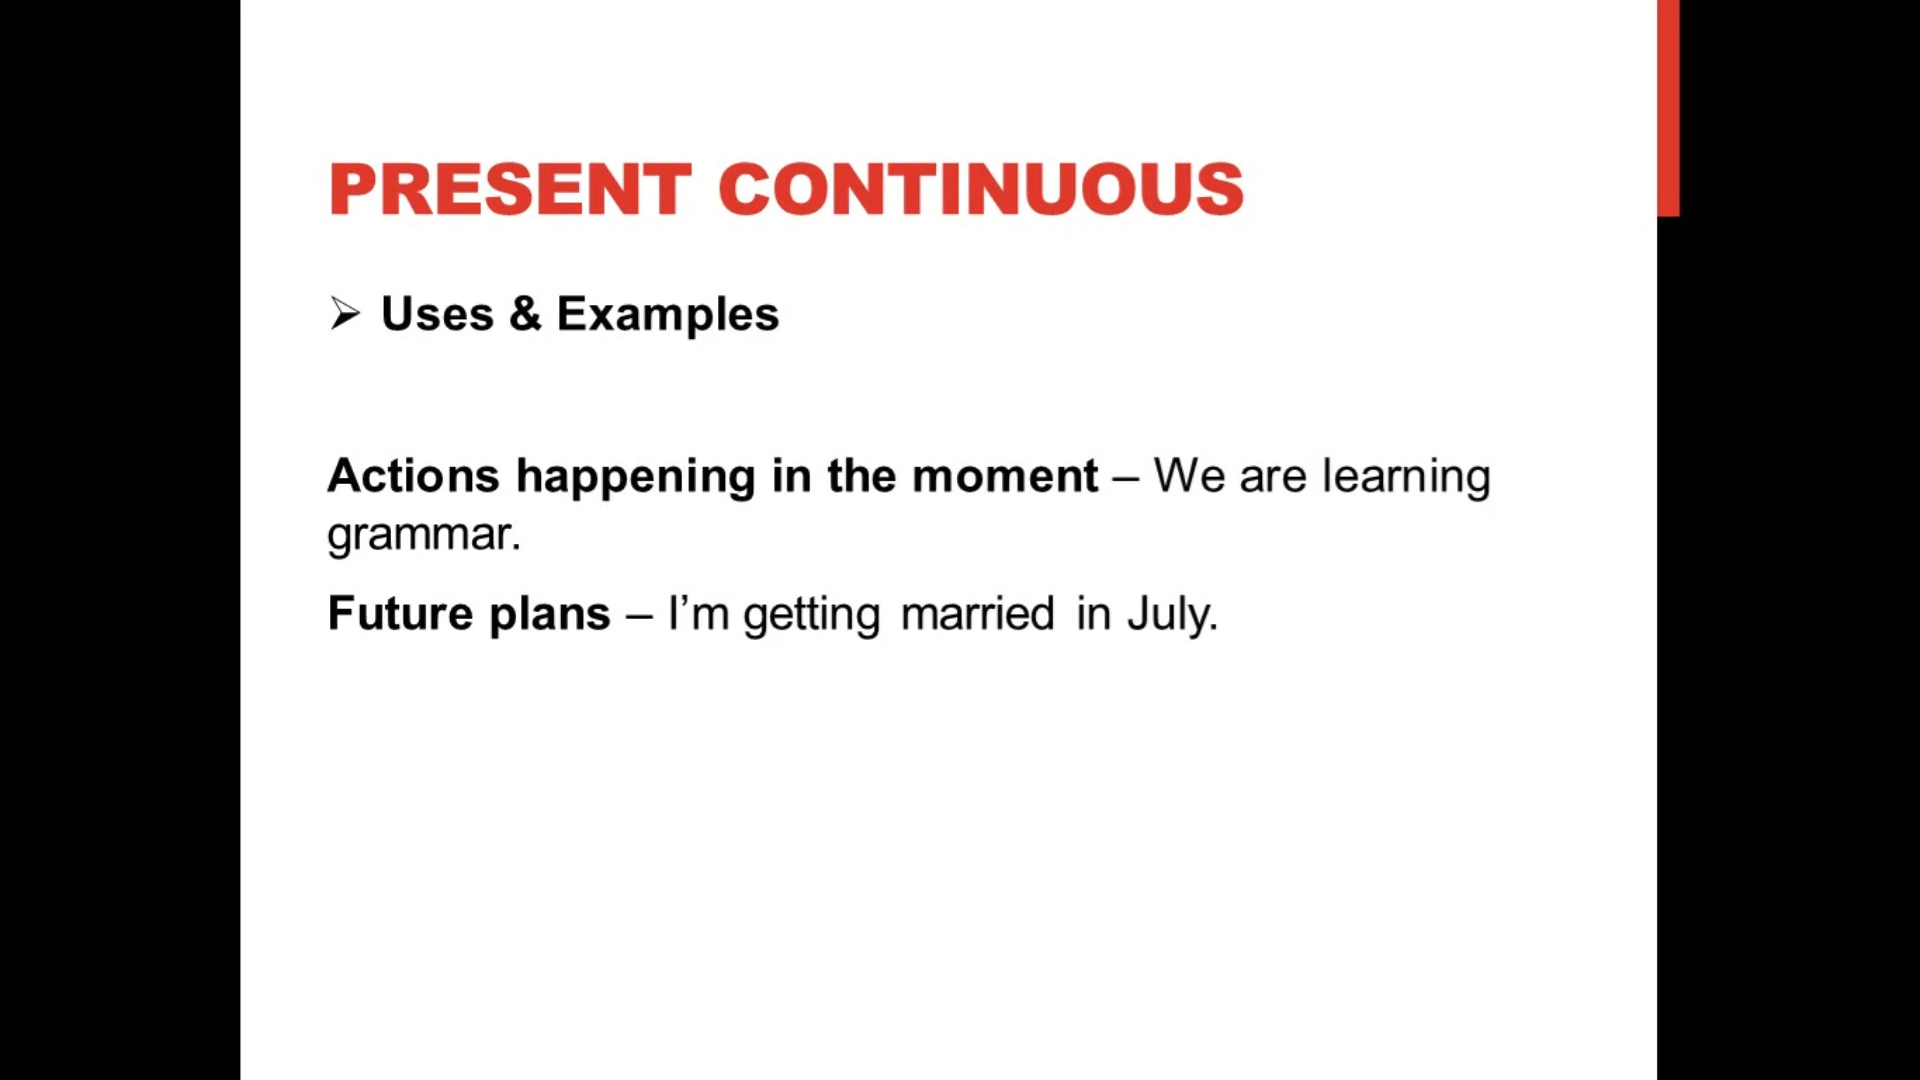 PRESENT CONTINUOUS
➢ Uses & Examples
Actions happening in the moment – We are learning
grammar.
Future plans – I’m getting married in July.